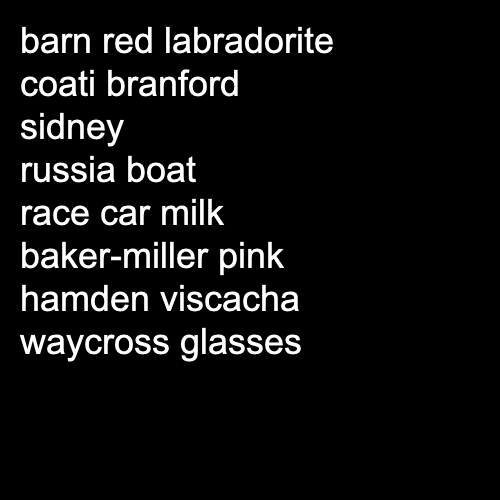 barn red labradorite
coati branford
sidney
russia boat
race car milk
baker-miller pink
hamden viscacha
waycross glasses